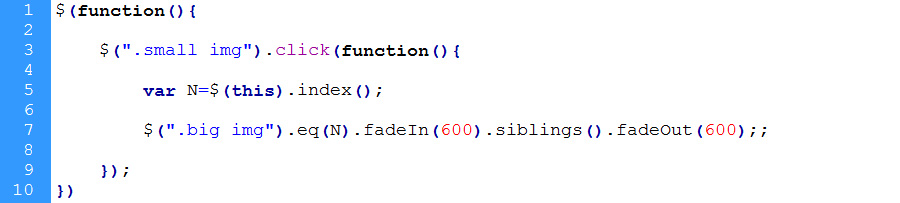 1 $(function(){
2
3     $(".small img").click(function(){
4
5         var N=$(this).index();
6
7         $(".big img").eq(N).fadeIn(600).siblings().fadeOut(600);;
8
9     });
10 })